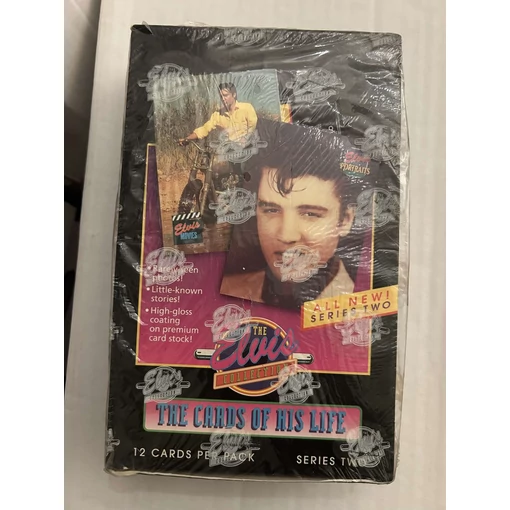 Elvis
MOVIES
Elvis
PORTRAITS
• Rarely-seen
photos!
• Little-known
stories!
• High-gloss
coating
on premium
card stock!
ALL NEW!
SERIES TWO
THE
Elvis
COLLECTION
THE CARDS OF HIS LIFE
12 CARDS PER PACK
SERIES TWO